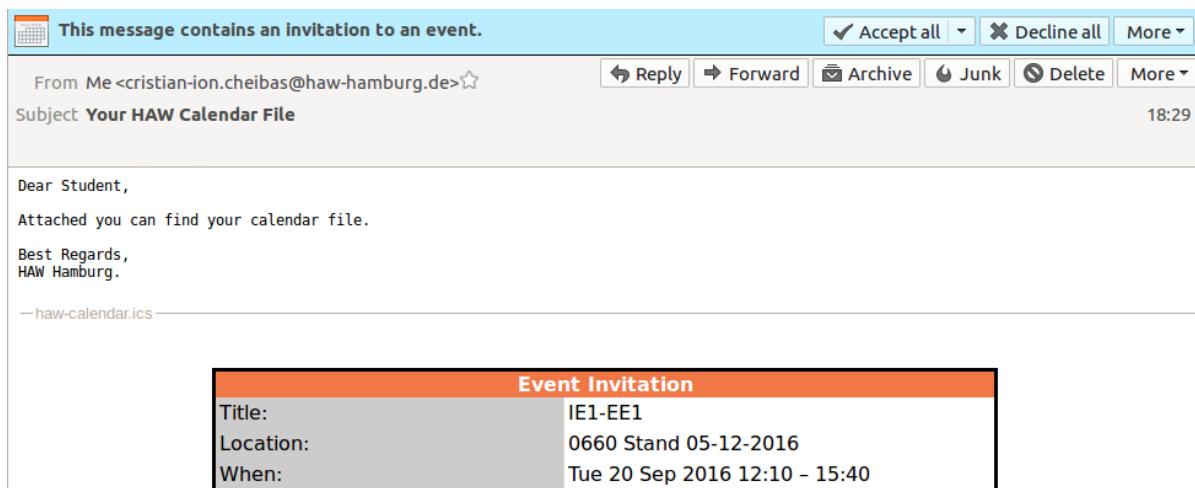 This message contains an invitation to an event. Accept all Decline all More
From Me <cristian-ion.cheibas@haw-hamburg.de> Reply Forward Archive Junk Delete More
Subject Your HAW Calendar File 18:29
Dear Student,
Attached you can find your calendar file.
Best Regards,
HAW Hamburg.
haw-calendar.ics
Event Invitation
Title: IE1-EE1
Location: 0660 Stand 05-12-2016
When: Tue 20 Sep 2016 12:10 – 15:40